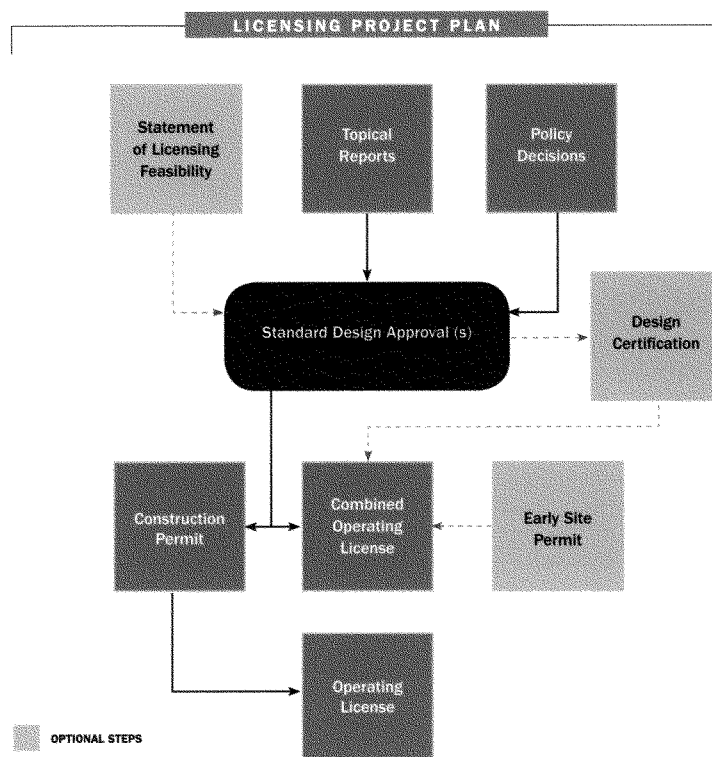 LICENSING PROJECT PLAN
Statement
of Licensing
Feasibility
Topical
Reports
Policy
Decisions
Standard Design Approval (s)
Design
Certification
Construction
Permit
Combined
Operating
License
Early Site
Permit
Operating
License
OPTIONAL STEPS